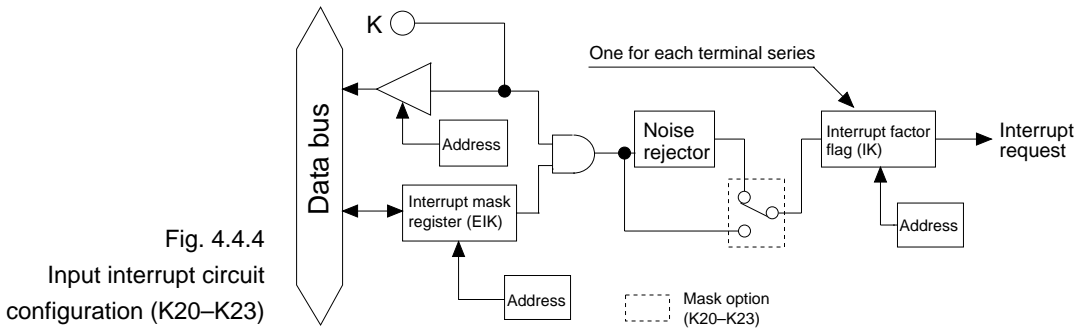 K
One for each terminal series
Data bus
Address
Noise
rejector
Interrupt factor
flag (IK)
Interrupt
request
Interrupt mask
register (EIK)
Address
Address
Mask option
(K20–K23)
Fig. 4.4.4
Input interrupt circuit
configuration (K20–K23)